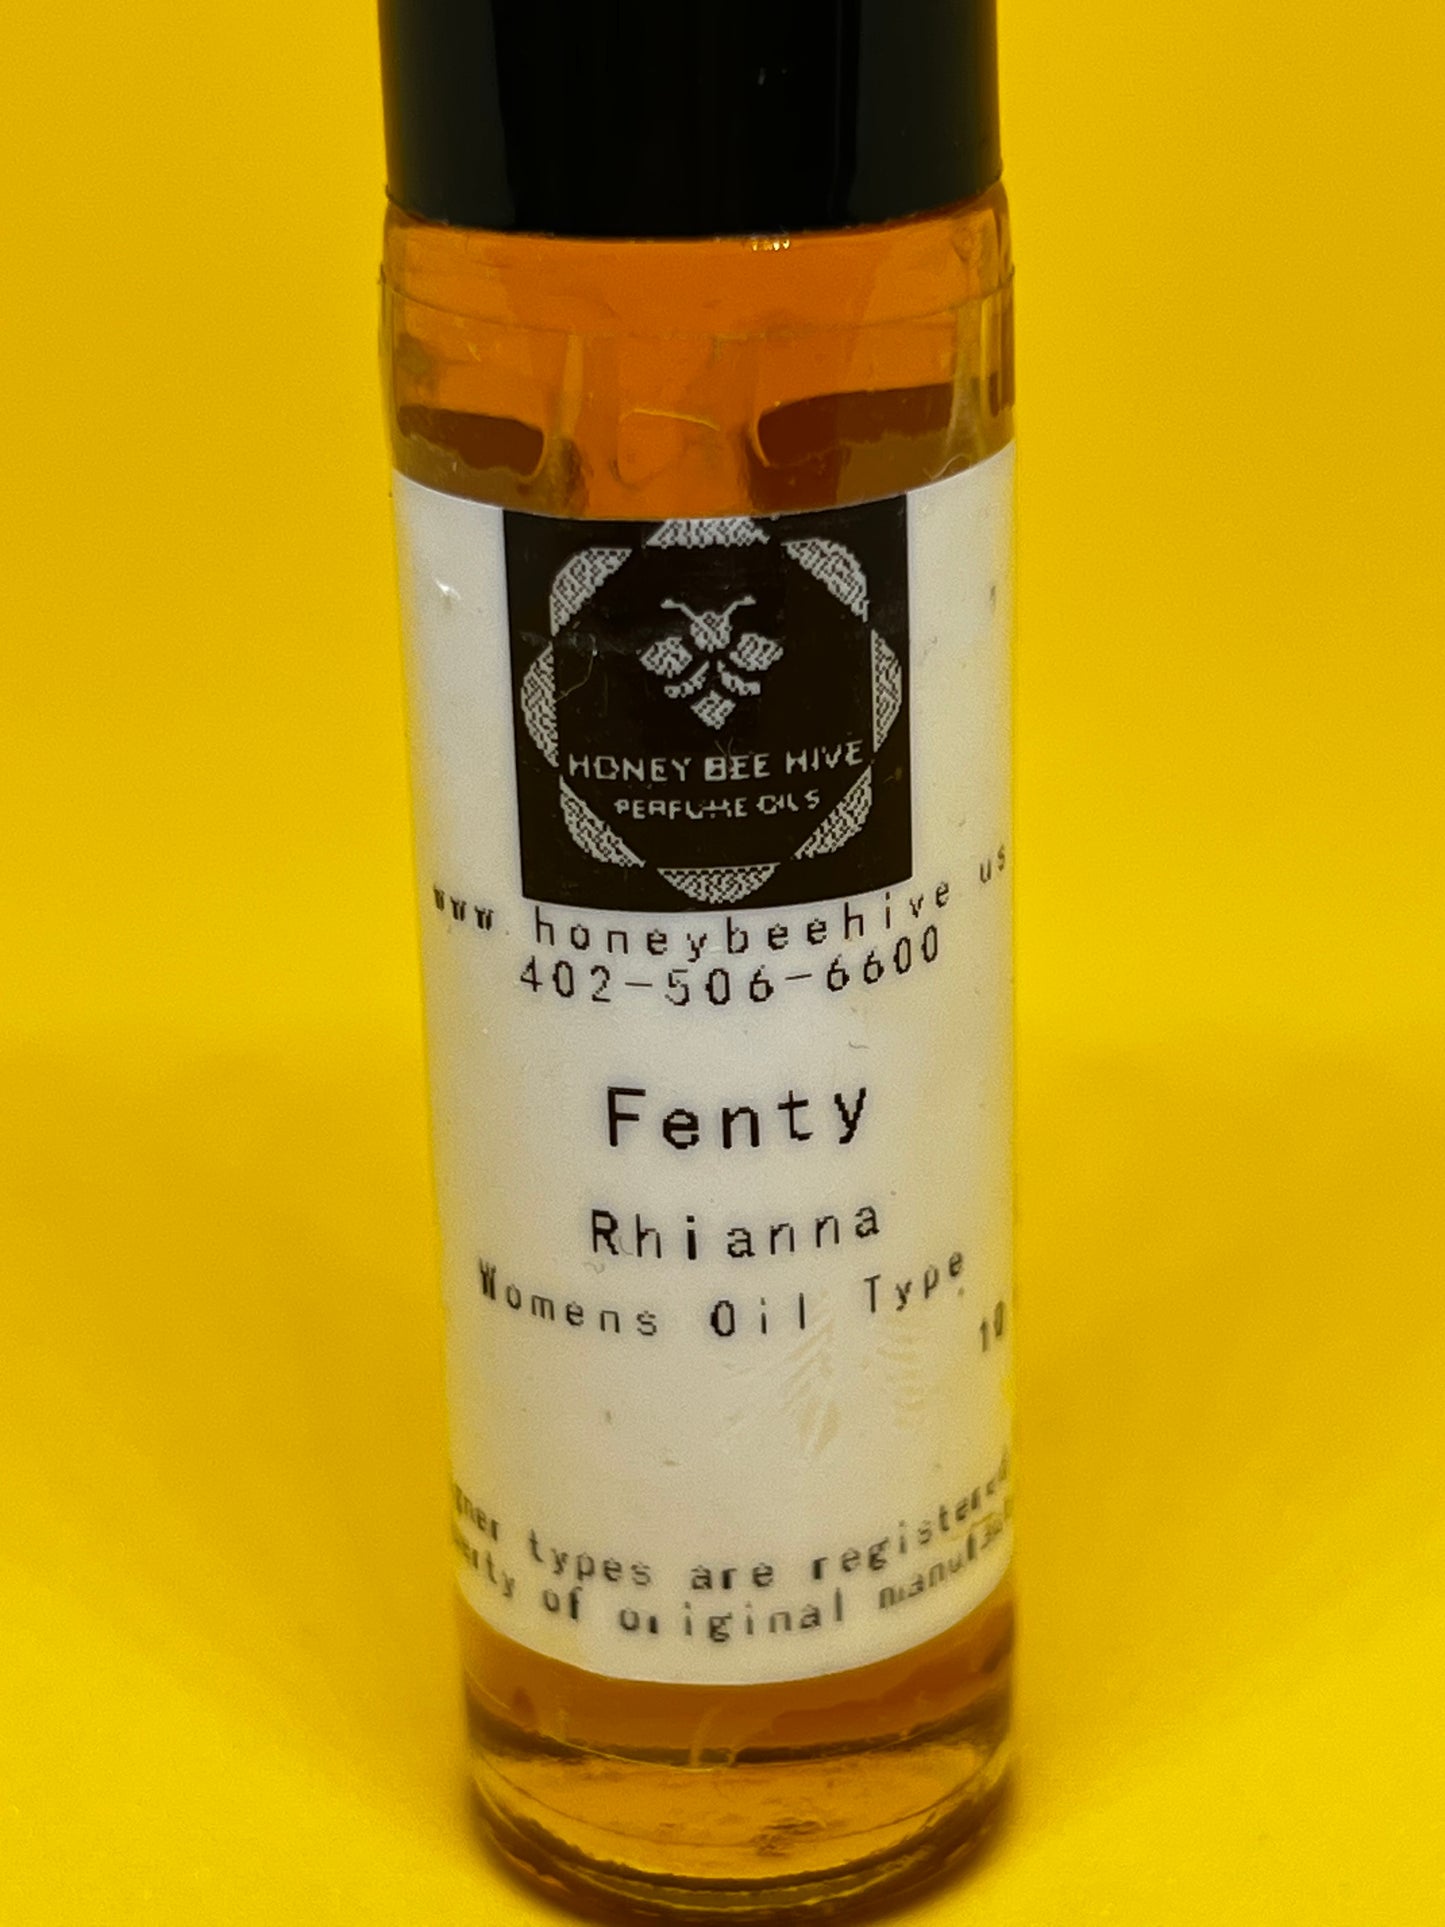 HONEY BEE HIVE
PERFUME OILS
www.honeybeehive.us
402-506-6600
Fenty
Rhianna
Womens Oil Type
10
types are registered
of original